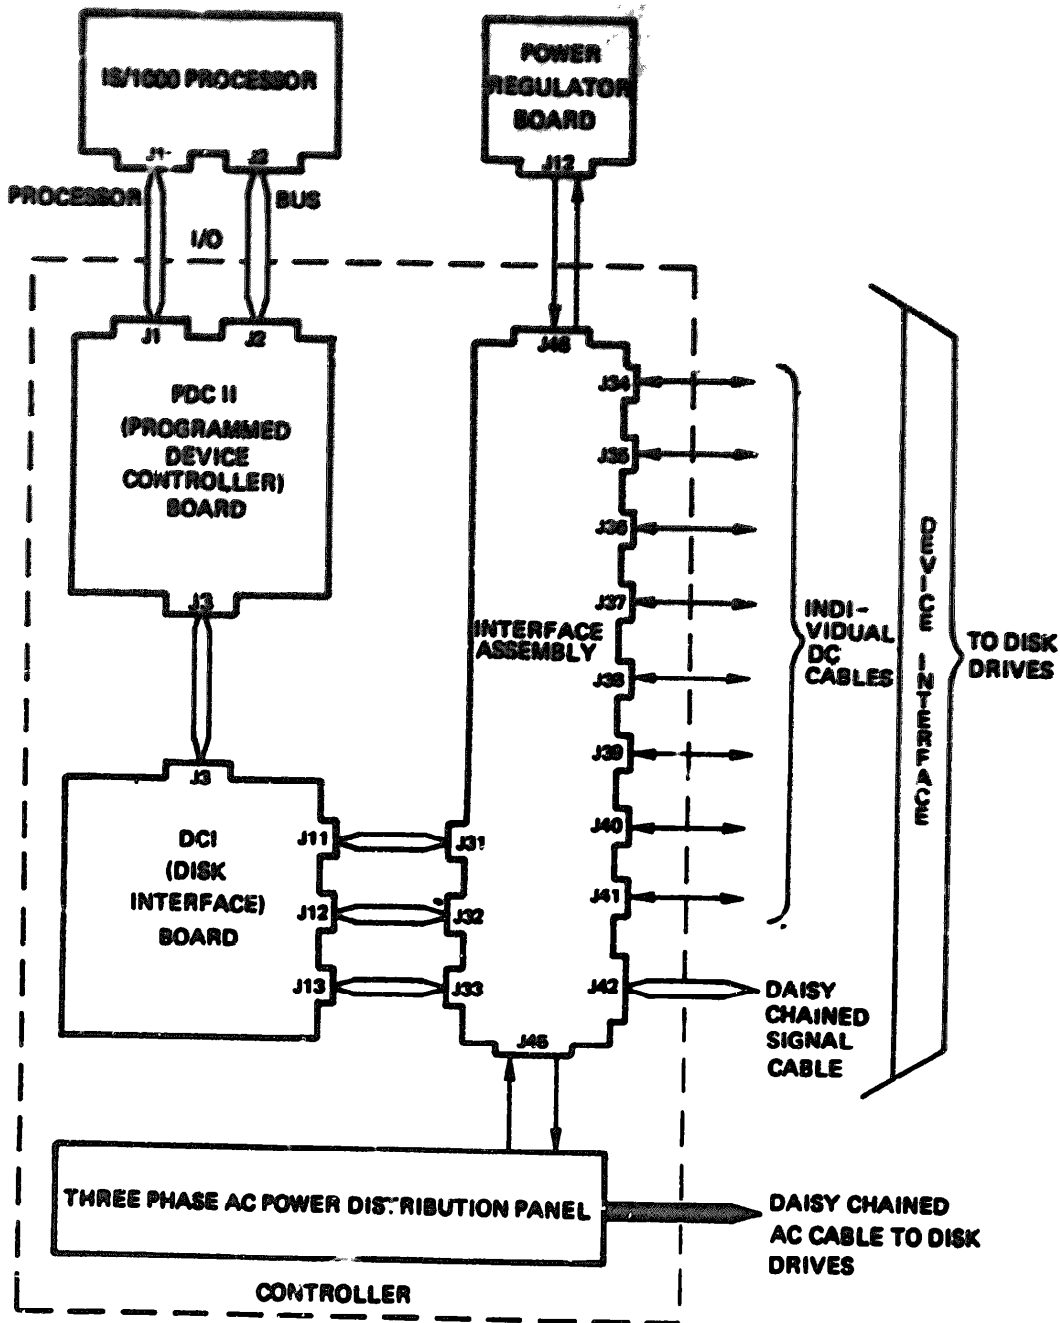 IS/1000 PROCESSOR
J1
J2
POWER
REGULATOR
BOARD
J12
PROCESSOR
BUS
I/O
J1
J2
PDC II
(PROGRAMMED
DEVICE
CONTROLLER)
BOARD
J3
J3
DCI
(DISK
INTERFACE)
BOARD
J11
J12
J13
INTERFACE
ASSEMBLY
J34
J35
J36
J37
J38
J39
J40
J41
J42
J31
J32
J33
INDI-
VIDUAL
DC
CABLES
DEVICE INTERFACE
TO DISK
DRIVES
DAISY
CHAINED
SIGNAL
CABLE
THREE PHASE AC POWER DISTRIBUTION PANEL
DAISY CHAINED
AC CABLE TO DISK
DRIVES
CONTROLLER